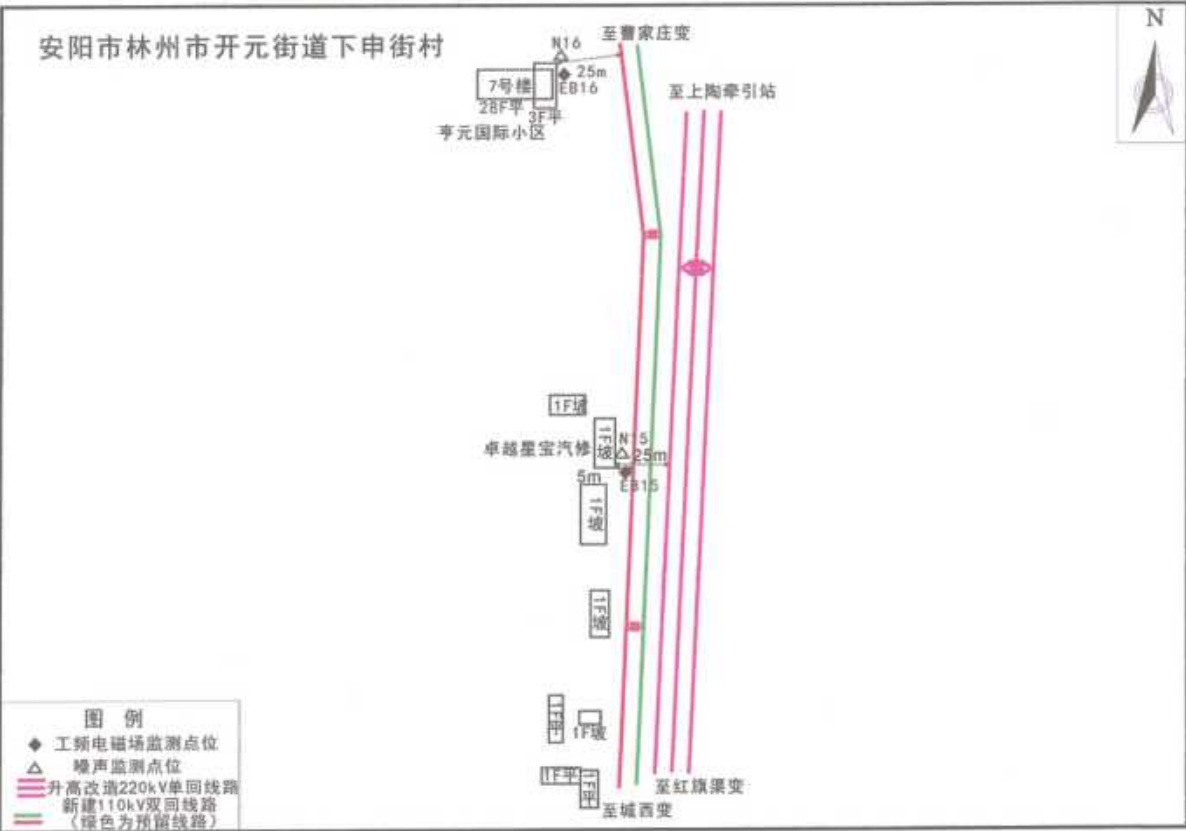 安阳市林州市开元街道下申街村
N
至曹家庄变
N16
25m
EB16
7号楼
28F平
3F平
亨元国际小区
至上陶牵引站
1F坡
1F坡
卓越星宝汽修
N15
25m
5m
EB15
1F坡
1F坡
1F平
1F坡
1F平
1F平
至红旗渠变
至城西变
图 例
工频电磁场监测点位
噪声监测点位
升高改造220kV单回线路
新建110kV双回线路
(绿色为预留线路)